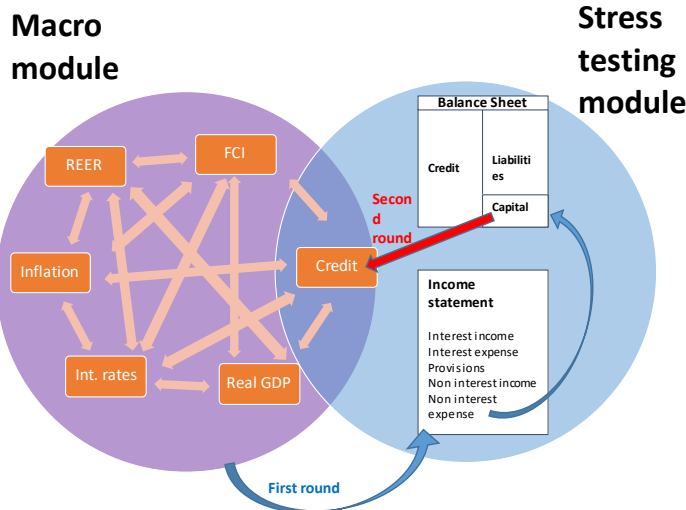 Macro
module
Stress
testing
module
REER
FCI
Inflation
Credit
Int. rates
Real GDP
Balance Sheet
Credit
Liabiliti
es
Capital
Secon
d
round
Income
statement
Interest income
Interest expense
Provisions
Non interest income
Non interest
expense
First round